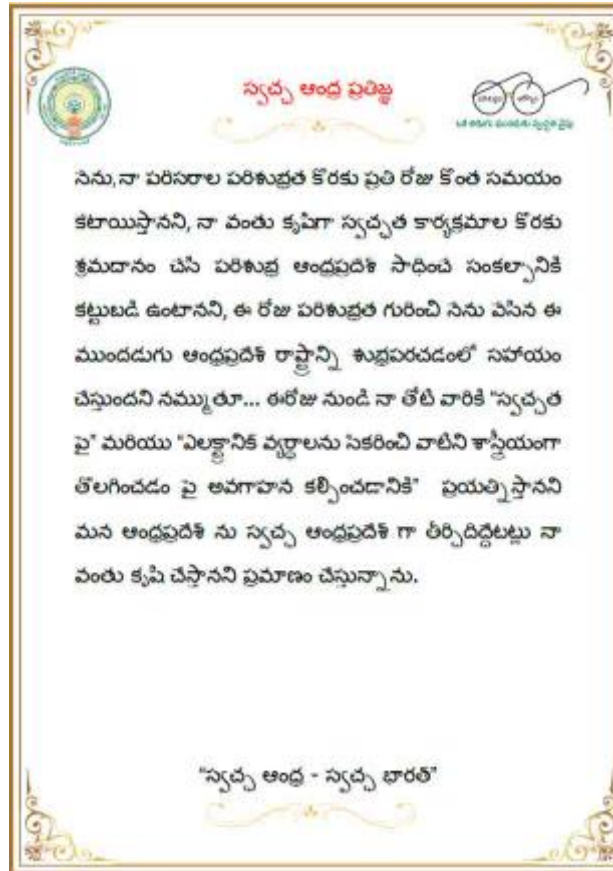 స్వచ్ఛ ఆంధ్ర ప్రతిజ్ఞ
నేను, నా పరిసరాల పరిశుభ్రత కొరకు ప్రతి రోజు కొంత సమయం
కటాయిస్తానని, నా వంతు కృషిగా స్వచ్ఛత కార్యక్రమాల కొరకు
శ్రమదానం చేసి పరిశుభ్ర ఆంధ్రప్రదేశ్ సాధించే సంకల్పానికి
కట్టుబడి ఉంటానని, ఈ రోజు పరిశుభ్రత గురించి నేను వేసిన ఈ
ముందడుగు ఆంధ్రప్రదేశ్ రాష్ట్రాన్ని శుభ్రపరచడంలో సహాయం
చేస్తుందని నమ్ముతూ... ఈరోజు నుండి నా తోటి వారికి "స్వచ్ఛత
పై" మరియు "ఎలక్ట్రానిక్ వ్యర్థాలను సేకరించి వాటిని శాస్త్రీయంగా
తొలగించడం పై అవగాహన కల్పించడానికి" ప్రయత్నిస్తానని
మన ఆంధ్రప్రదేశ్ ను స్వచ్ఛ ఆంధ్రప్రదేశ్ గా తీర్చిదిద్దేటట్లు నా
వంతు కృషి చేస్తానని ప్రమాణం చేస్తున్నాను.
"స్వచ్ఛ ఆంధ్ర - స్వచ్ఛ భారత్"